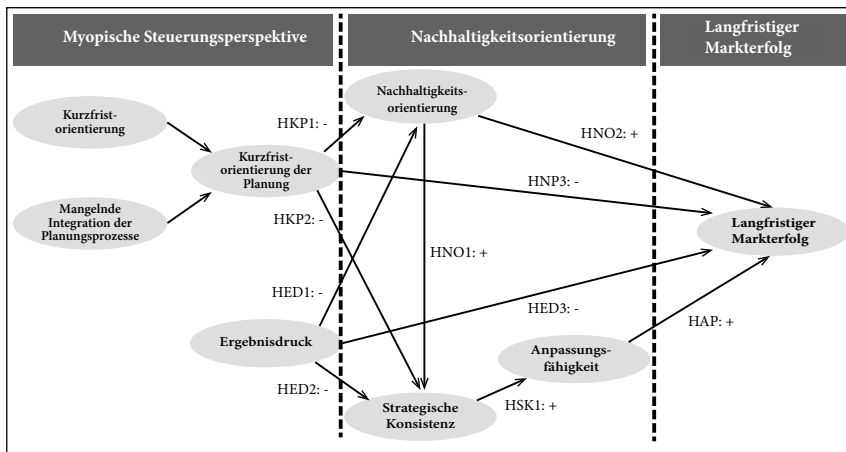 Myopische Steuerungsperspektive
Nachhaltigkeitsorientierung
Langfristiger
Markterfolg
Kurzfrist-
orientierung
Mangelnde
Integration der
Planungsprozesse
Kurzfrist-
orientierung der
Planung
Ergebnisdruck
HKP1: -
HKP2: -
HED1: -
HED2: -
Nachhaltigkeits-
orientierung
HNO1: +
Strategische
Konsistenz
HSK1: +
Anpassungs-
fähigkeit
HNO2: +
HNP3: -
HED3: -
HAP: +
Langfristiger
Markterfolg